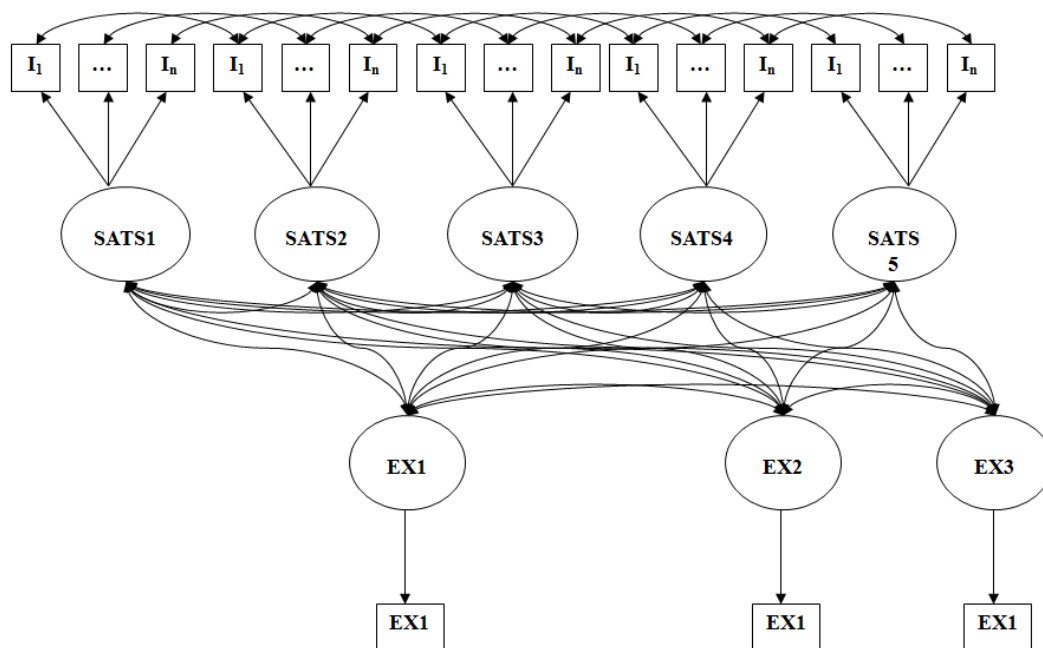 I1 … In I1 … In I1 … In I1 … In I1 … In
SATS1 SATS2 SATS3 SATS4 SATS
5
EX1 EX2 EX3
EX1 EX1 EX1